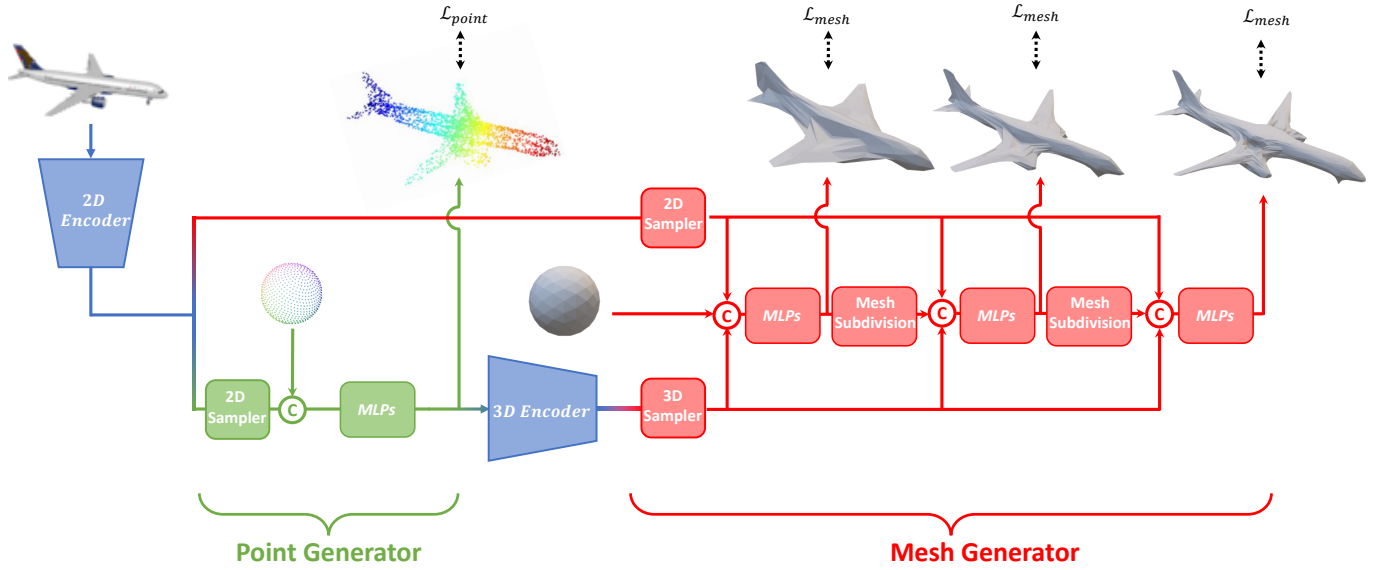 ℒpoint
ℒmesh
ℒmesh
ℒmesh
2D
Encoder
2D
Sampler
C
MLPs
Mesh
Subdivision
C
MLPs
Mesh
Subdivision
C
MLPs
2D
Sampler
C
MLPs
3D Encoder
3D
Sampler
Point Generator
Mesh Generator